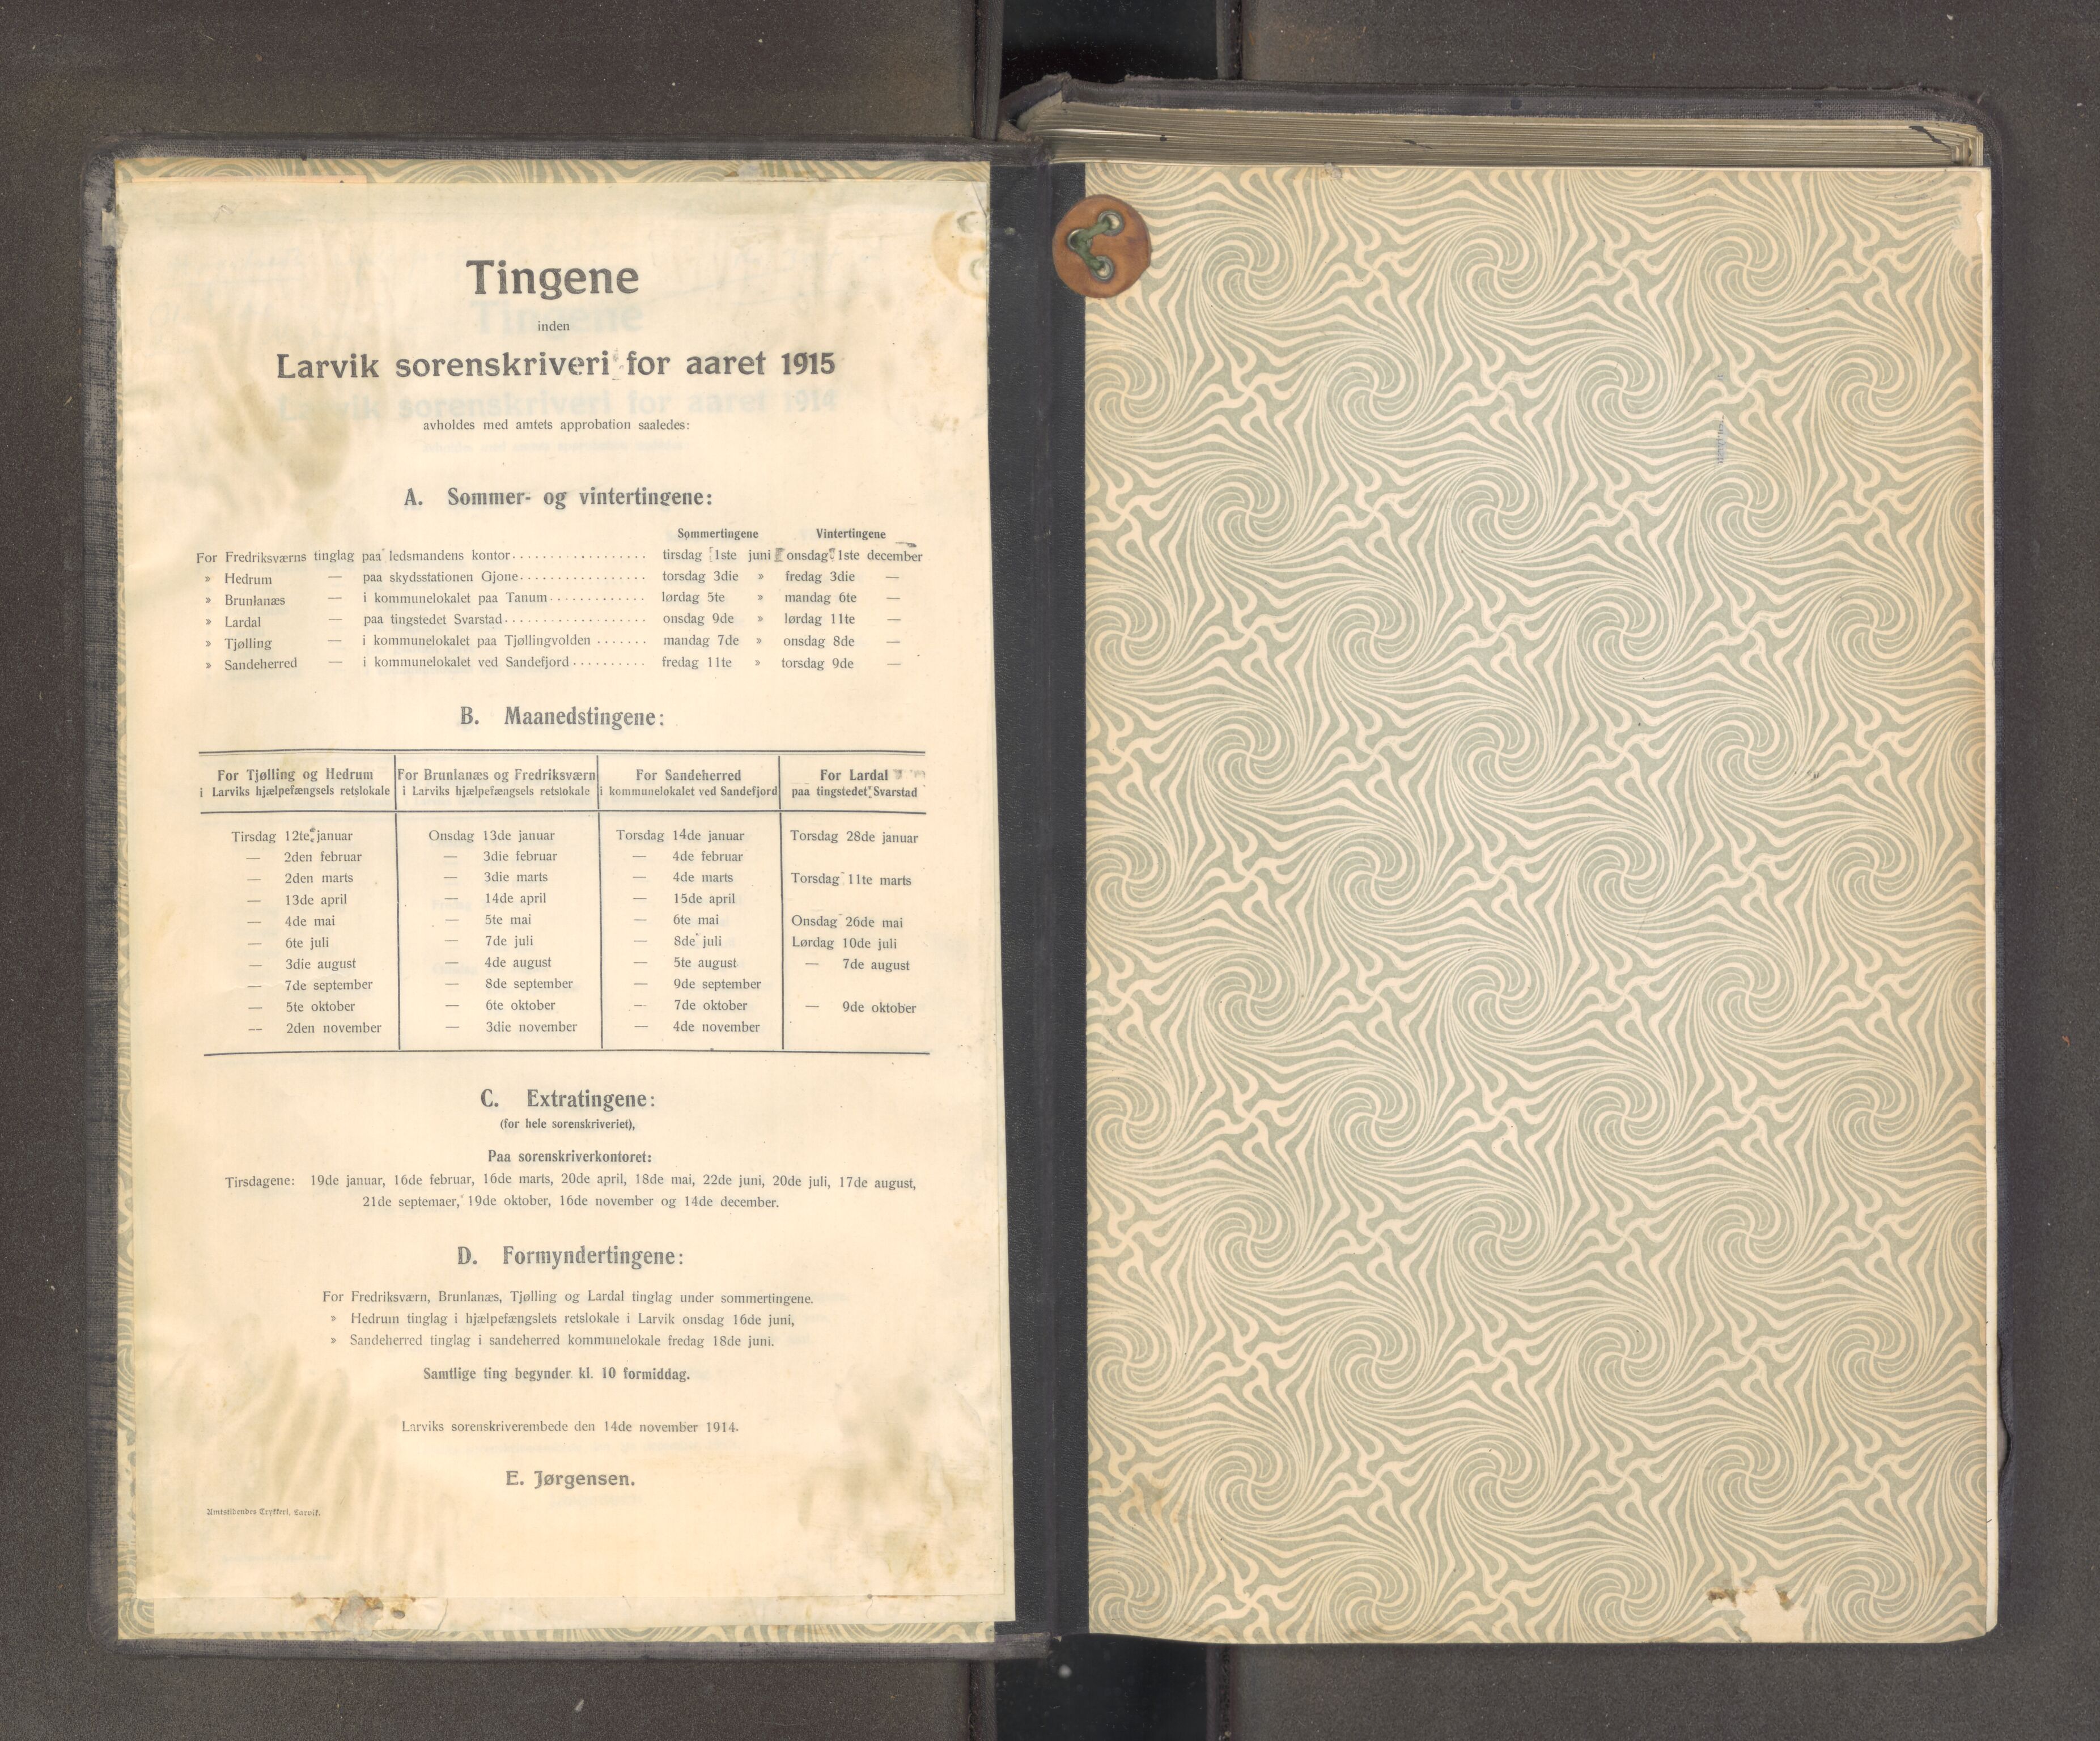 Tingene
inden
Larvik sorenskriveri for aaret 1915
avholdes med amtets approbation saaledes:
A. Sommer- og vintertingene:
Sommertingene Vintertingene
For Fredriksværns tinglag paa ledsmandens kontor.................. tirsdag 1ste juni onsdag 1ste december
» Hedrum — paa skydsstationen Gjone................. torsdag 3die » fredag 3die —
» Brunlanæs — i kommunelokalet paa Tanum............. lørdag 5te » mandag 6te —
» Lardal — paa tingstedet Svarstad................... onsdag 9de » lørdag 11te —
» Tjølling — i kommunelokalet paa Tjøllingvolden ....... mandag 7de » onsdag 8de —
» Sandeherred — i kommunelokalet ved Sandefjord.......... fredag 11te » torsdag 9de —
B. Maanedstingene:
For Tjølling og Hedrum For Brunlanæs og Fredriksværn For Sandeherred For Lardal
i Larviks hjælpefængsels retslokale i Larviks hjælpefængsels retslokale i kommunelokalet ved Sandefjord paa tingstedet Svarstad
Tirsdag 12te januar Onsdag 13de januar Torsdag 14de januar Torsdag 28de januar
— 2den februar — 3die februar — 4de februar
— 2den marts — 3die marts — 4de marts Torsdag 11te marts
— 13de april — 14de april — 15de april
— 4de mai — 5te mai — 6te mai Onsdag 26de mai
— 6te juli — 7de juli — 8de juli Lørdag 10de juli
— 3die august — 4de august — 5te august — 7de august
— 7de september — 8de september — 9de september
— 5te oktober — 6te oktober — 7de oktober — 9de oktober
— 2den november — 3die november — 4de november
C. Extratingene:
(for hele sorenskriveriet),
Paa sorenskriverkontoret:
Tirsdagene: 19de januar, 16de februar, 16de marts, 20de april, 18de mai, 22de juni, 20de juli, 17de august,
21de septemaer, 19de oktober, 16de november og 14de december.
D. Formyndertingene:
For Fredriksværn, Brunlanæs, Tjølling og Lardal tinglag under sommertingene.
» Hedrum tinglag i hjælpefængslets retslokale i Larvik onsdag 16de juni,
» Sandeherred tinglag i sandeherred kommunelokale fredag 18de juni.
Samtlige ting begynder kl. 10 formiddag.
Larviks sorenskriverembede den 14de november 1914.
E. Jørgensen.
Amtstidendes Trykkeri, Larvik.